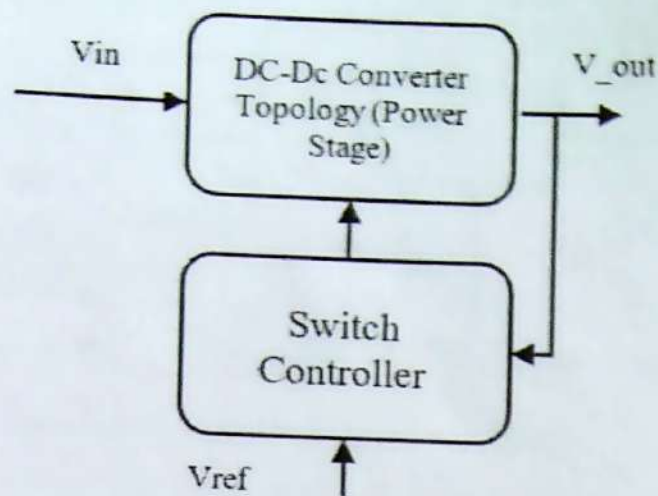 Vin
DC-Dc Converter
Topology (Power
Stage)
V_out
Switch
Controller
Vref